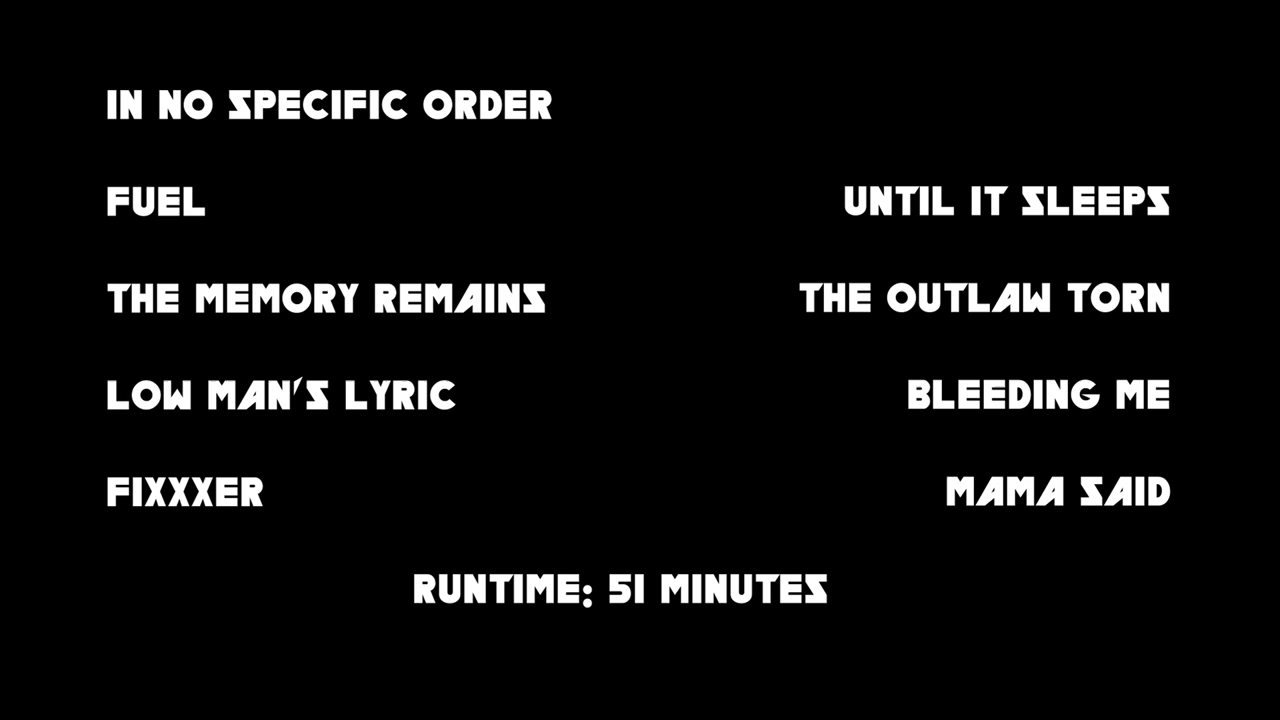 IN NO SPECIFIC ORDER
FUEL
UNTIL IT SLEEPS
THE MEMORY REMAINS
THE OUTLAW TORN
LOW MAN'S LYRIC
BLEEDING ME
FIXXXER
MAMA SAID
RUNTIME: 51 MINUTES